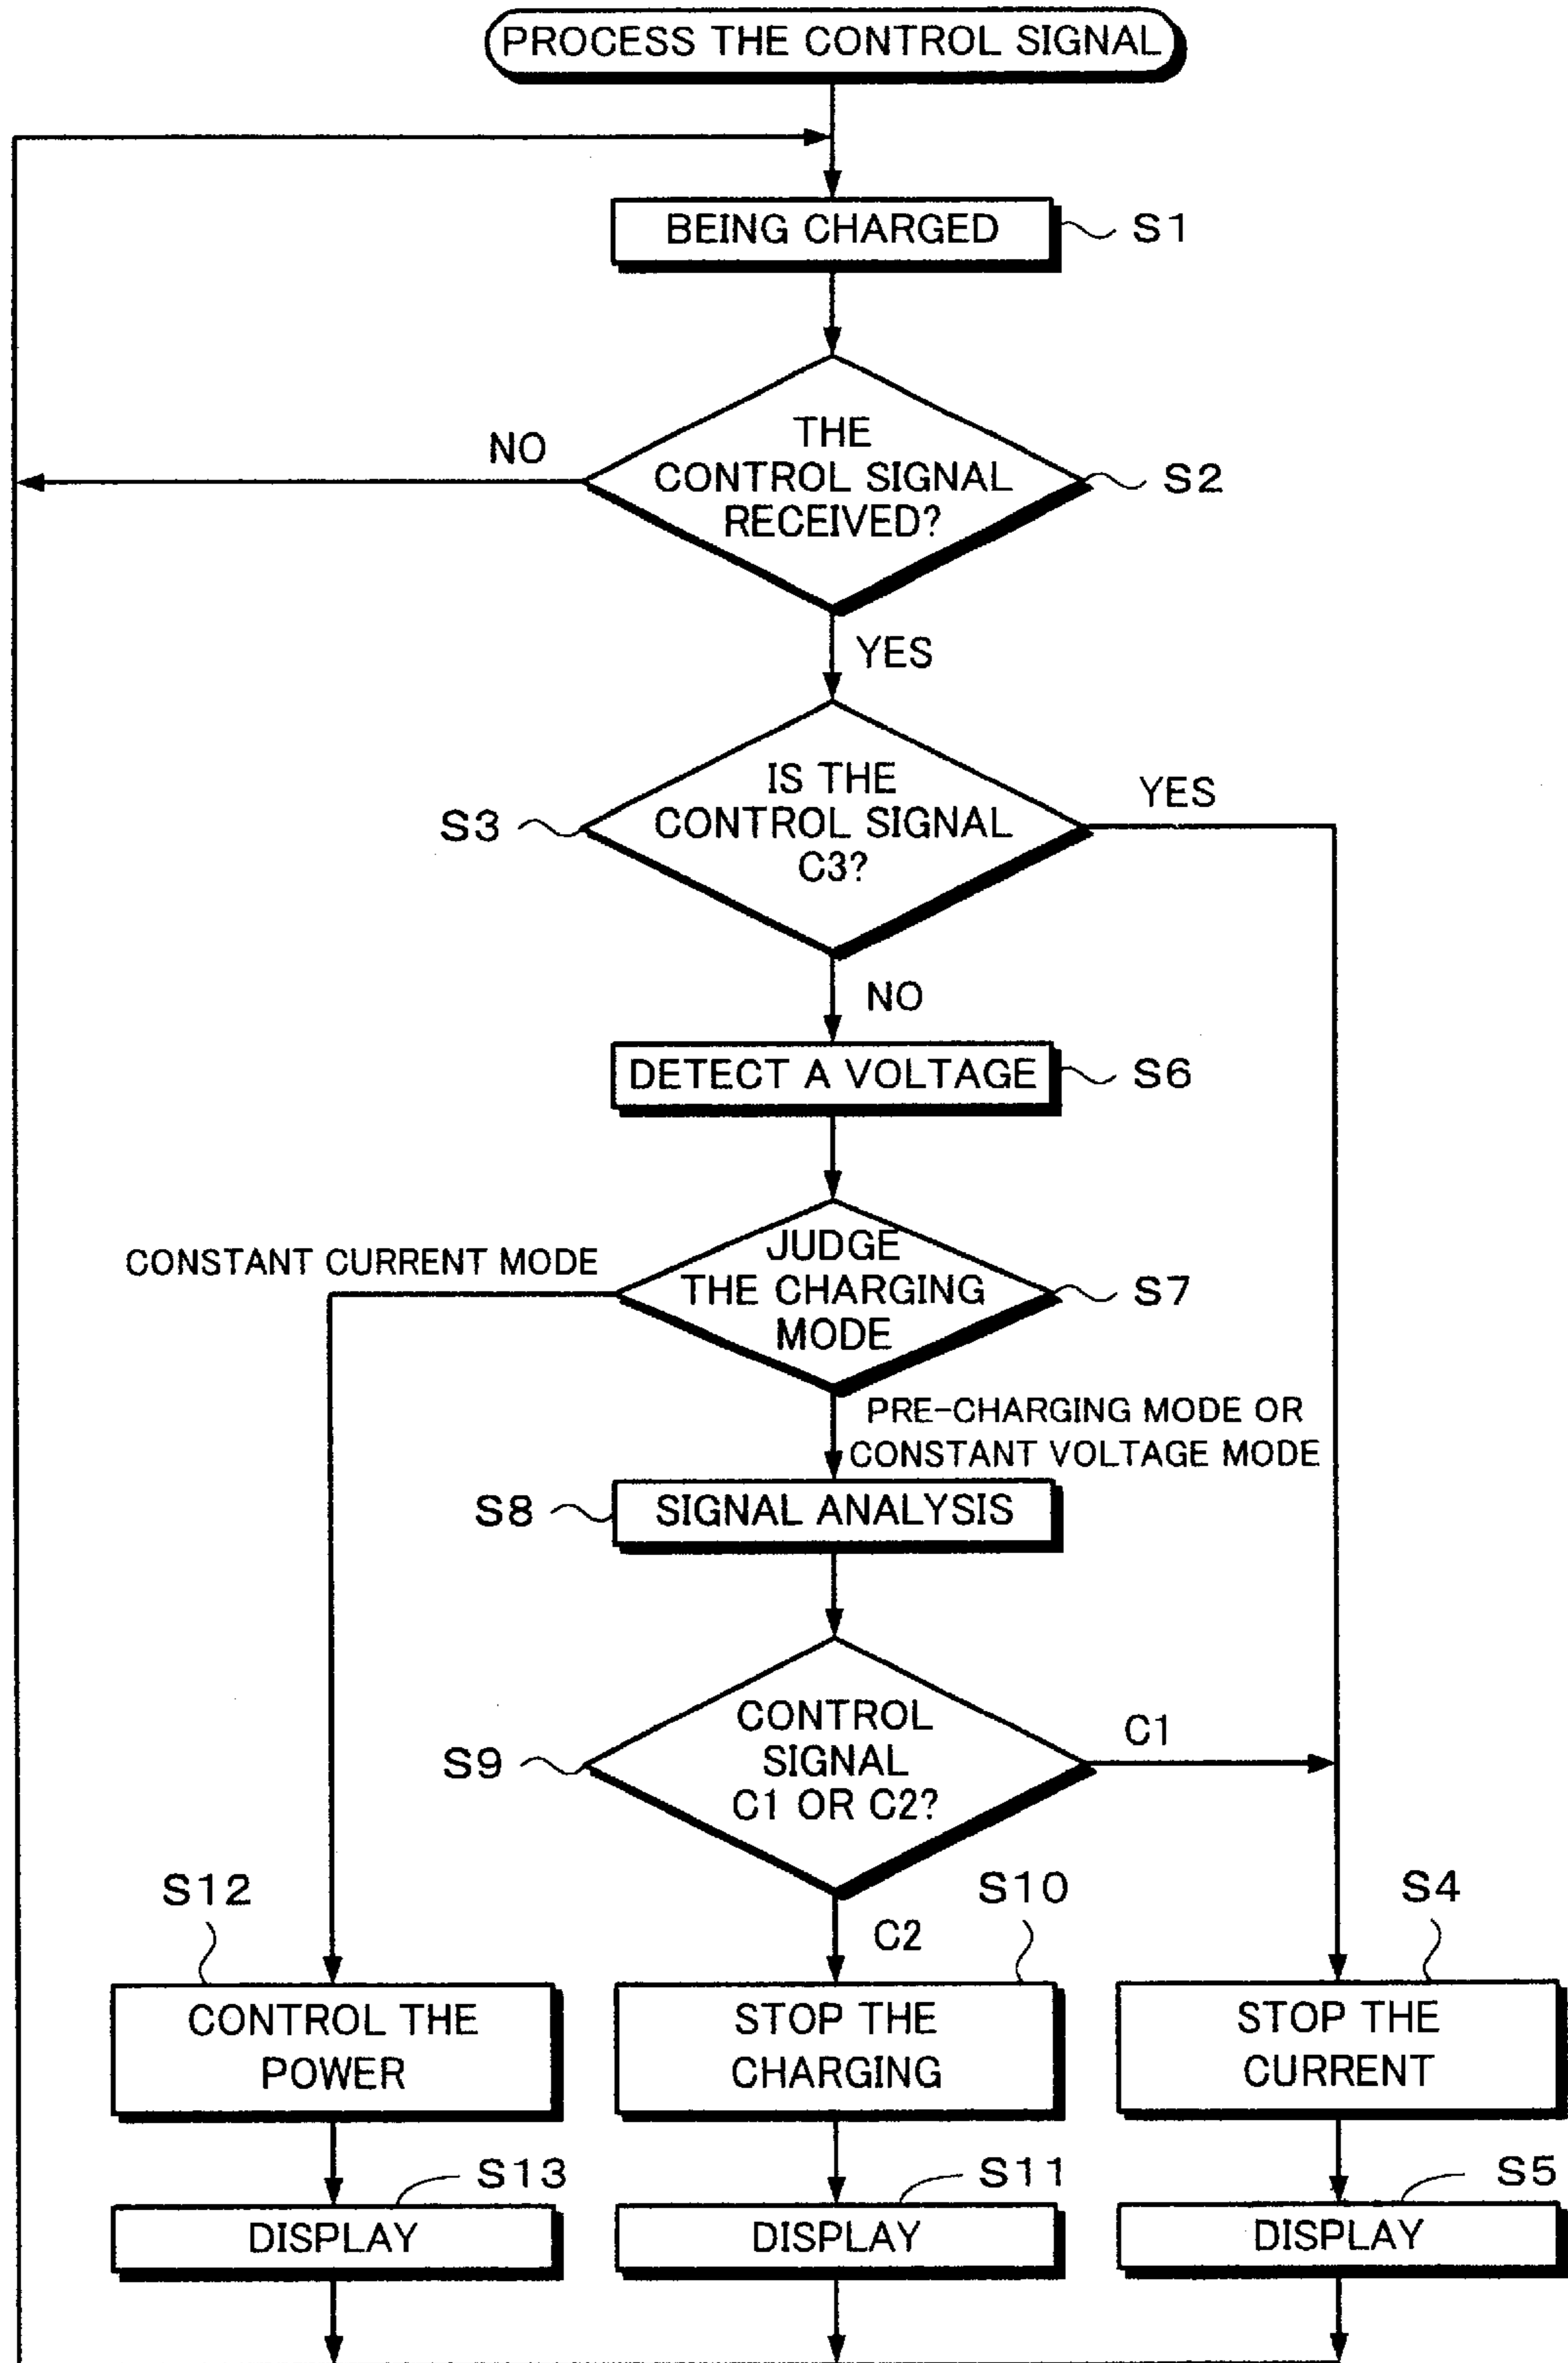 PROCESS THE CONTROL SIGNAL
BEING CHARGED
S1
THE
CONTROL SIGNAL
RECEIVED?
S2
NO
YES
IS THE
CONTROL SIGNAL
C3?
S3
YES
NO
DETECT A VOLTAGE
S6
JUDGE
THE CHARGING
MODE
S7
CONSTANT CURRENT MODE
PRE-CHARGING MODE OR
CONSTANT VOLTAGE MODE
S8
SIGNAL ANALYSIS
CONTROL
SIGNAL
C1 OR C2?
S9
C1
C2
S12
S10
S4
CONTROL THE
POWER
STOP THE
CHARGING
STOP THE
CURRENT
S13
S11
S5
DISPLAY
DISPLAY
DISPLAY